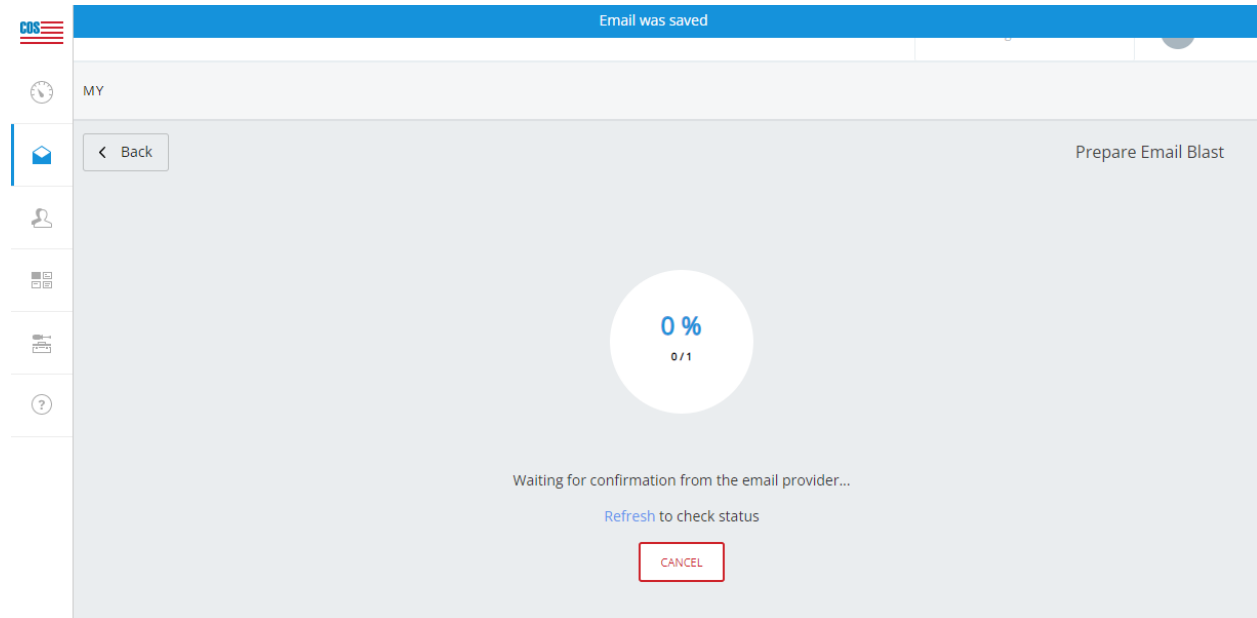 COS
Email was saved
MY
Back
Prepare Email Blast
0 %
0 / 1
Waiting for confirmation from the email provider...
Refresh to check status
CANCEL
?